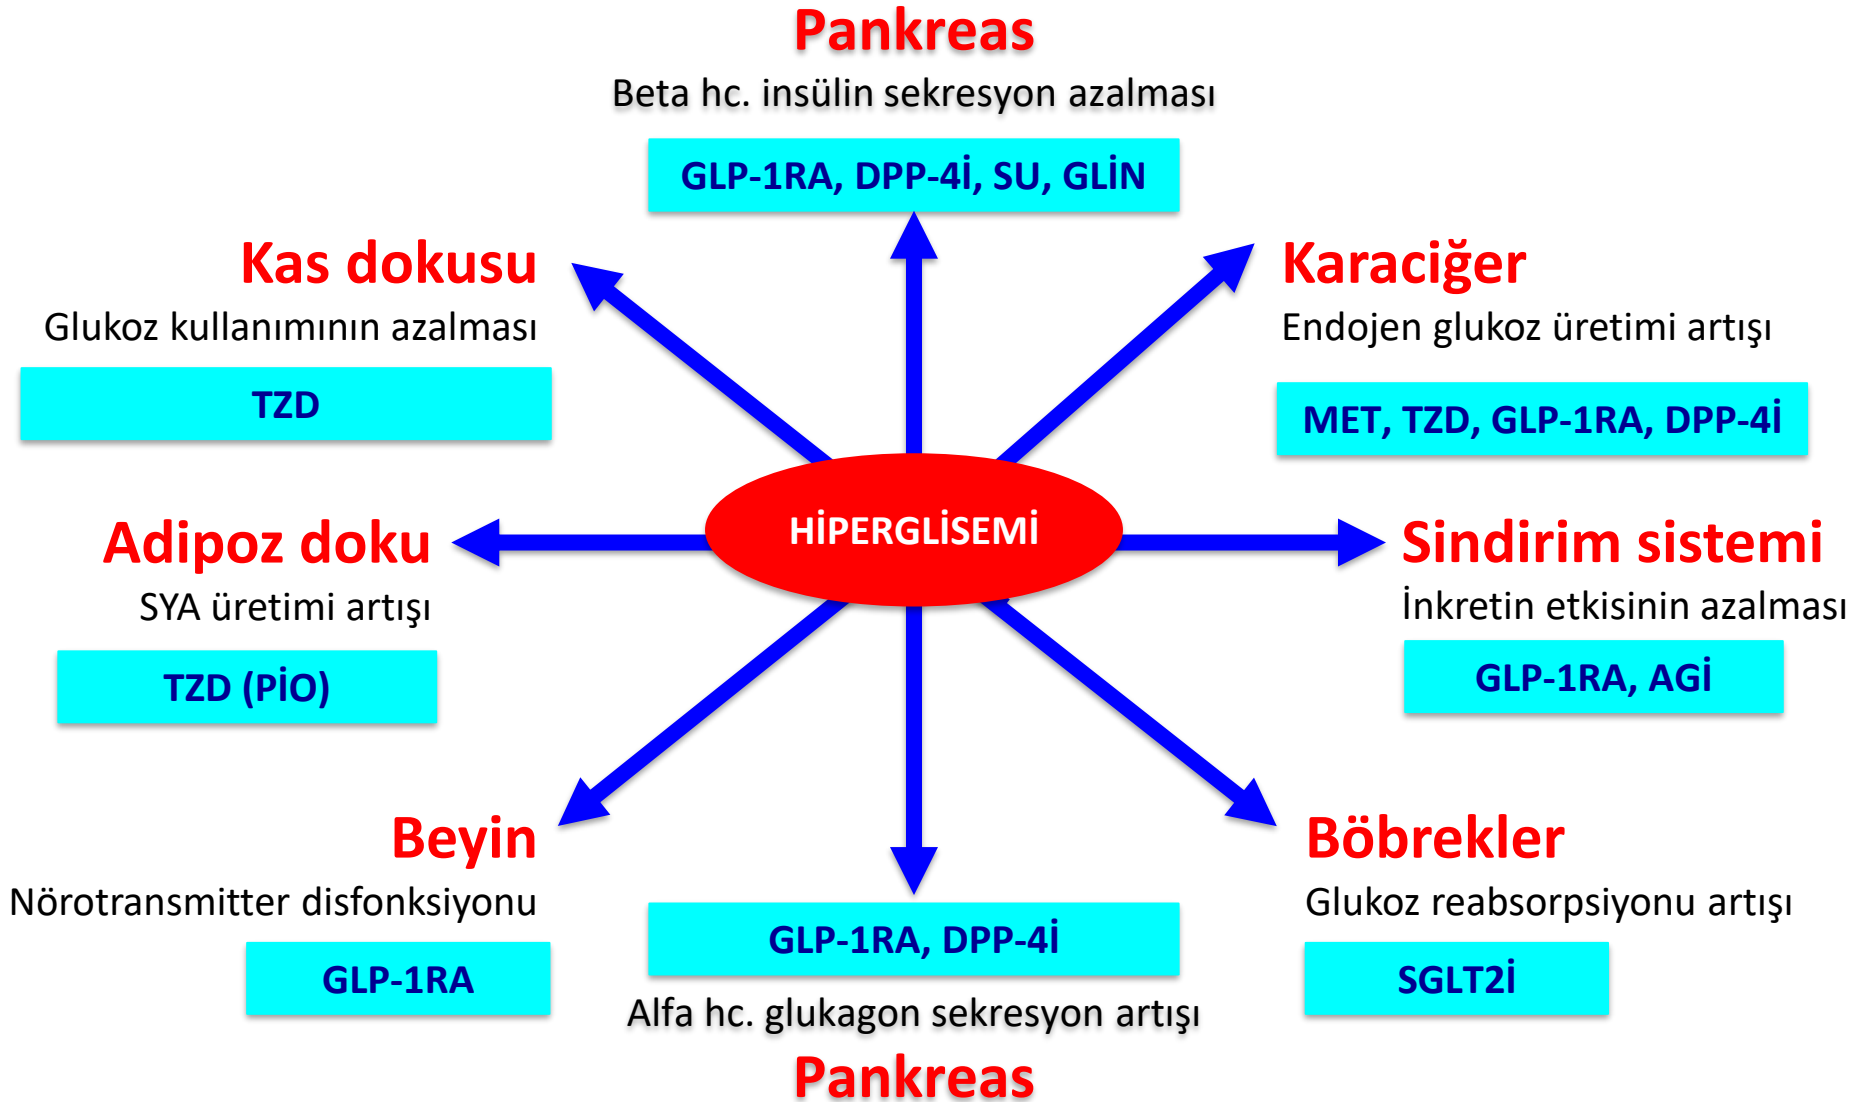 Pankreas
Beta hc. insülin sekresyon azalması
GLP-1RA, DPP-4İ, SU, GLİN
Kas dokusu
Glukoz kullanımının azalması
TZD
Karaciğer
Endojen glukoz üretimi artışı
MET, TZD, GLP-1RA, DPP-4İ
HİPERGLİSEMİ
Adipoz doku
SYA üretimi artışı
TZD (PİO)
Sindirim sistemi
İnkretin etkisinin azalması
GLP-1RA, AGİ
Beyin
Nörotransmitter disfonksiyonu
GLP-1RA
Böbrekler
Glukoz reabsorpsiyonu artışı
SGLT2İ
GLP-1RA, DPP-4İ
Alfa hc. glukagon sekresyon artışı
Pankreas